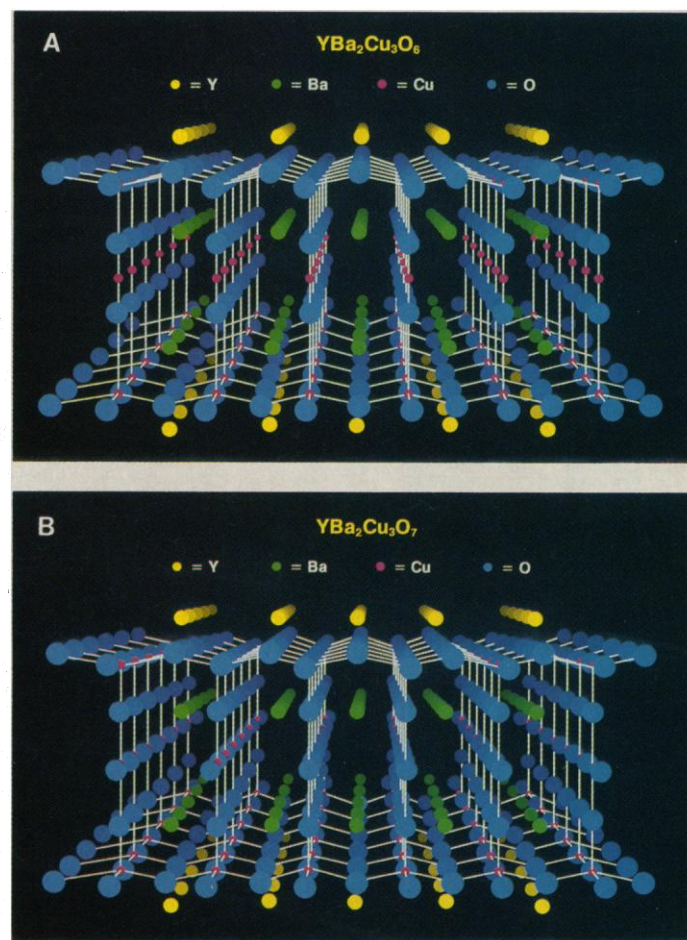 A
YBa₂Cu₃O₆
= Y = Ba = Cu = O
B
YBa₂Cu₃O₇
= Y = Ba = Cu = O